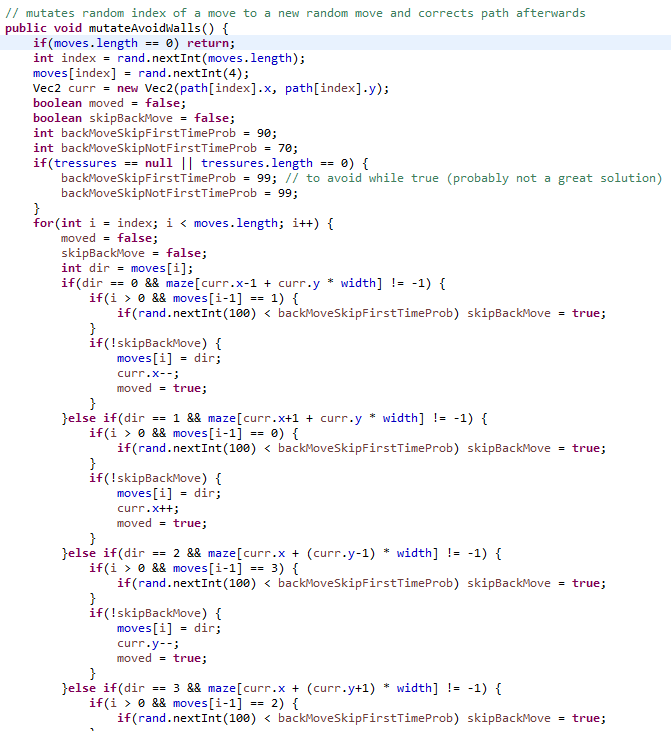 // mutates random index of a move to a new random move and corrects path afterwards
public void mutateAvoidWalls() {
    if(moves.length == 0) return;
    int index = rand.nextInt(moves.length);
    moves[index] = rand.nextInt(4);
    Vec2 curr = new Vec2(path[index].x, path[index].y);
    boolean moved = false;
    boolean skipBackMove = false;
    int backMoveSkipFirstTimeProb = 90;
    int backMoveSkipNotFirstTimeProb = 70;
    if(tressures == null || tressures.length == 0) {
        backMoveSkipFirstTimeProb = 99; // to avoid while true (probably not a great solution)
        backMoveSkipNotFirstTimeProb = 99;
    }
    for(int i = index; i < moves.length; i++) {
        moved = false;
        skipBackMove = false;
        int dir = moves[i];
        if(dir == 0 && maze[curr.x-1 + curr.y * width] != -1) {
            if(i > 0 && moves[i-1] == 1) {
                if(rand.nextInt(100) < backMoveSkipFirstTimeProb) skipBackMove = true;
            }
            if(!skipBackMove) {
                moves[i] = dir;
                curr.x--;
                moved = true;
            }
        }else if(dir == 1 && maze[curr.x+1 + curr.y * width] != -1) {
            if(i > 0 && moves[i-1] == 0) {
                if(rand.nextInt(100) < backMoveSkipFirstTimeProb) skipBackMove = true;
            }
            if(!skipBackMove) {
                moves[i] = dir;
                curr.x++;
                moved = true;
            }
        }else if(dir == 2 && maze[curr.x + (curr.y-1) * width] != -1) {
            if(i > 0 && moves[i-1] == 3) {
                if(rand.nextInt(100) < backMoveSkipFirstTimeProb) skipBackMove = true;
            }
            if(!skipBackMove) {
                moves[i] = dir;
                curr.y--;
                moved = true;
            }
        }else if(dir == 3 && maze[curr.x + (curr.y+1) * width] != -1) {
            if(i > 0 && moves[i-1] == 2) {
                if(rand.nextInt(100) < backMoveSkipFirstTimeProb) skipBackMove = true;
            }